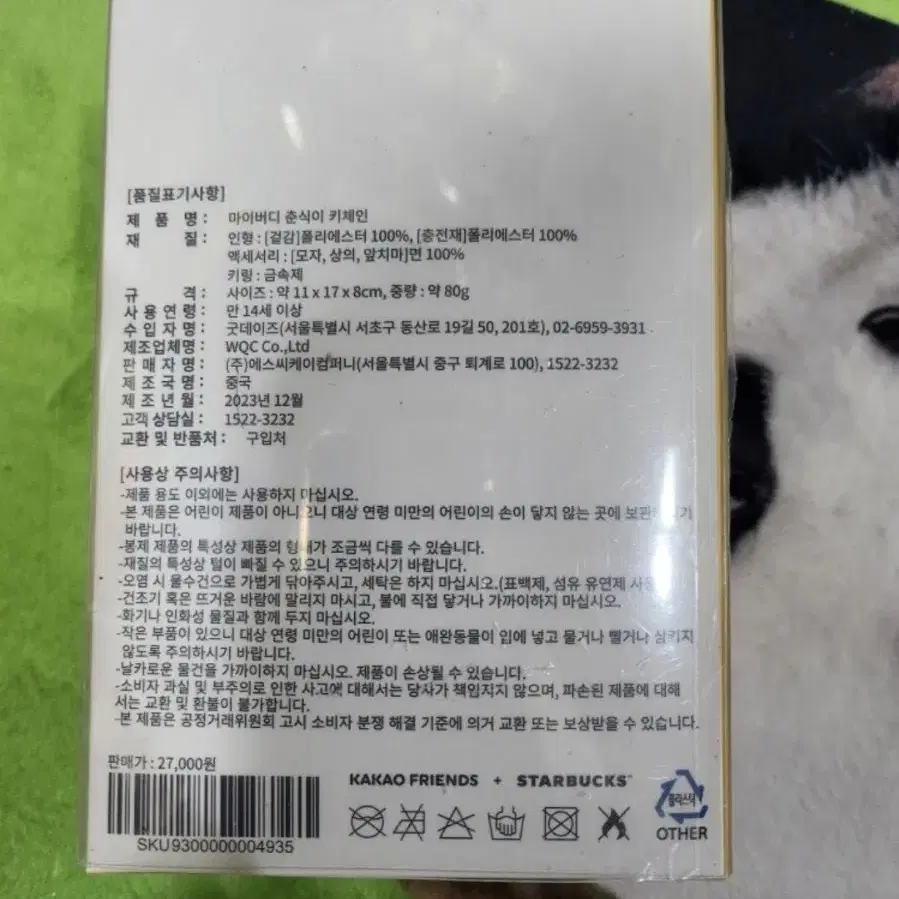 [품질표기사항]
제 품 명 : 마이버디 춘식이 키체인
재 질 : 인형 : [겉감]폴리에스터 100%, [충전재]폴리에스터 100%
액세서리 : [모자, 상의, 앞치마]면 100%
키링 : 금속제
규 격 : 사이즈 : 약 11 x 17 x 8cm, 중량 : 약 80g
사 용 연 령 : 만 14세 이상
수 입 자 명 : 굿데이즈(서울특별시 서초구 동산로 19길 50, 201호), 02-6959-3931
제조업체명 : WQC Co.,Ltd
판 매 자 명 : (주)에스씨케이컴퍼니(서울특별시 중구 퇴계로 100), 1522-3232
제 조 국 명 : 중국
제 조 년 월 : 2023년 12월
고객 상담실 : 1522-3232
교환 및 반품처 : 구입처
[사용상 주의사항]
-제품 용도 이외에는 사용하지 마십시오.
-본 제품은 어린이 제품이 아니오니 대상 연령 미만의 어린이의 손이 닿지 않는 곳에
바랍니다.
-봉제 제품의 특성상 제품의 형태가 조금씩 다를 수 있습니다.
-재질의 특성상 털이 빠질 수 있으니 주의하시기 바랍니다.
-오염 시 물수건으로 가볍게 닦아주시고, 세탁은 하지 마십시오.(표백제, 섬유 유연제
-건조기 혹은 뜨거운 바람에 말리지 마시고, 불에 직접 닿거나 가까이하지 마십시오.
-화기나 인화성 물질과 함께 두지 마십시오.
-작은 부품이 있으니 대상 연령 미만의 어린이 또는 애완동물이 입에 넣고 물거나 빨거나 삼키지
않도록 주의하시기 바랍니다.
-날카로운 물건을 가까이하지 마십시오. 제품이 손상될 수 있습니다.
-소비자 과실 및 부주의로 인한 사고에 대해서는 당사가 책임지지 않으며, 파손된 제품에 대해
서는 교환 및 환불이 불가합니다.
-본 제품은 공정거래위원회 고시 소비자 분쟁 해결 기준에 의거 교환 또는 보상받을 수 있습니다.
판매가 : 27,000원
KAKAO FRIENDS + STARBUCKS™
플라스틱
OTHER
SKU9300000004935